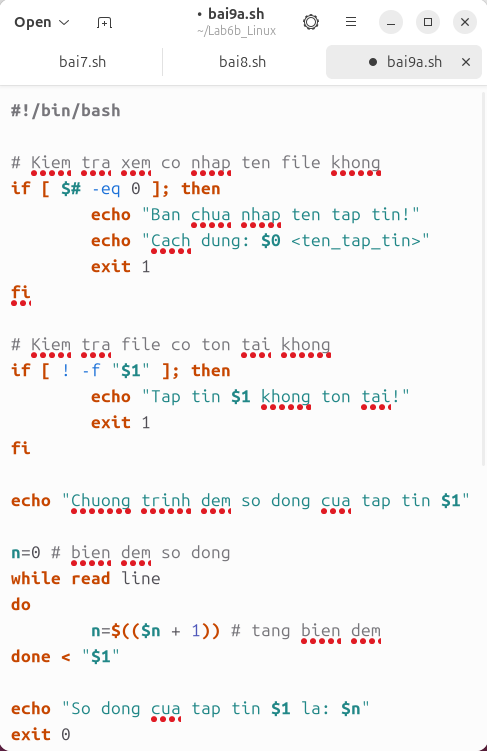 Open
• bai9a.sh
~/Lab6b_Linux
bai7.sh
bai8.sh
● bai9a.sh
#!/bin/bash

# Kiem tra xem co nhap ten file khong
if [ $# -eq 0 ]; then
        echo "Ban chua nhap ten tap tin!"
        echo "Cach dung: $0 <ten_tap_tin>"
        exit 1
fi

# Kiem tra file co ton tai khong
if [ ! -f "$1" ]; then
        echo "Tap tin $1 khong ton tai!"
        exit 1
fi

echo "Chuong trinh dem so dong cua tap tin $1"

n=0 # bien dem so dong
while read line
do
        n=$(($n + 1)) # tang bien dem
done < "$1"

echo "So dong cua tap tin $1 la: $n"
exit 0